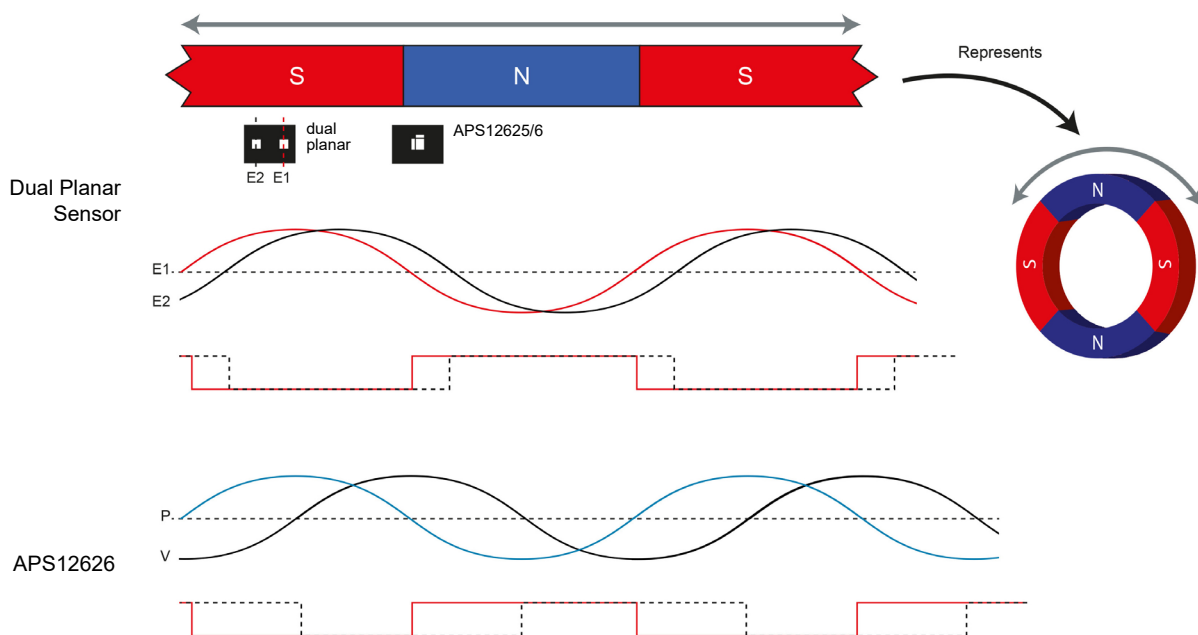 Represents
S N S
dual
planar
APS12625/6
E2 E1
Dual Planar
Sensor
E1
E2
N
S
S
N
P
V
APS12626